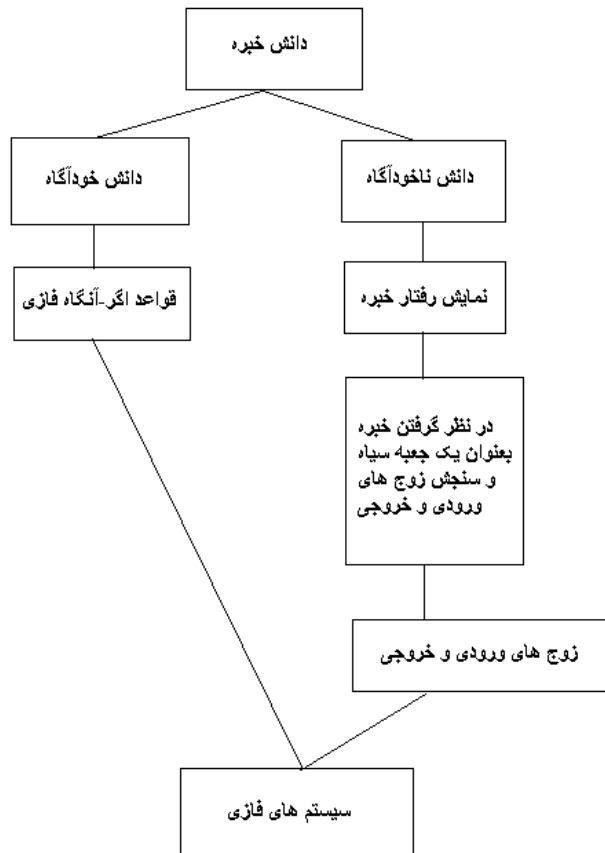 دانش خبره
دانش خودآگاه
دانش ناخودآگاه
قواعد اگر-آنگاه فازی
نمایش رفتار خبره
در نظر گرفتن خبره
بعنوان یک جعبه سیاه
و سنجش زوج های
ورودی و خروجی
زوج های ورودی و خروجی
سیستم های فازی